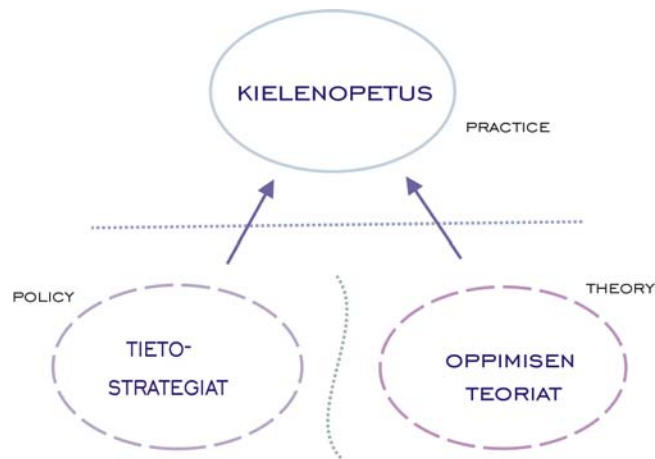 KIELENOPETUS
PRACTICE
POLICY
THEORY
TIETO-
STRATEGIAT
OPPIMISEN
TEORIAT